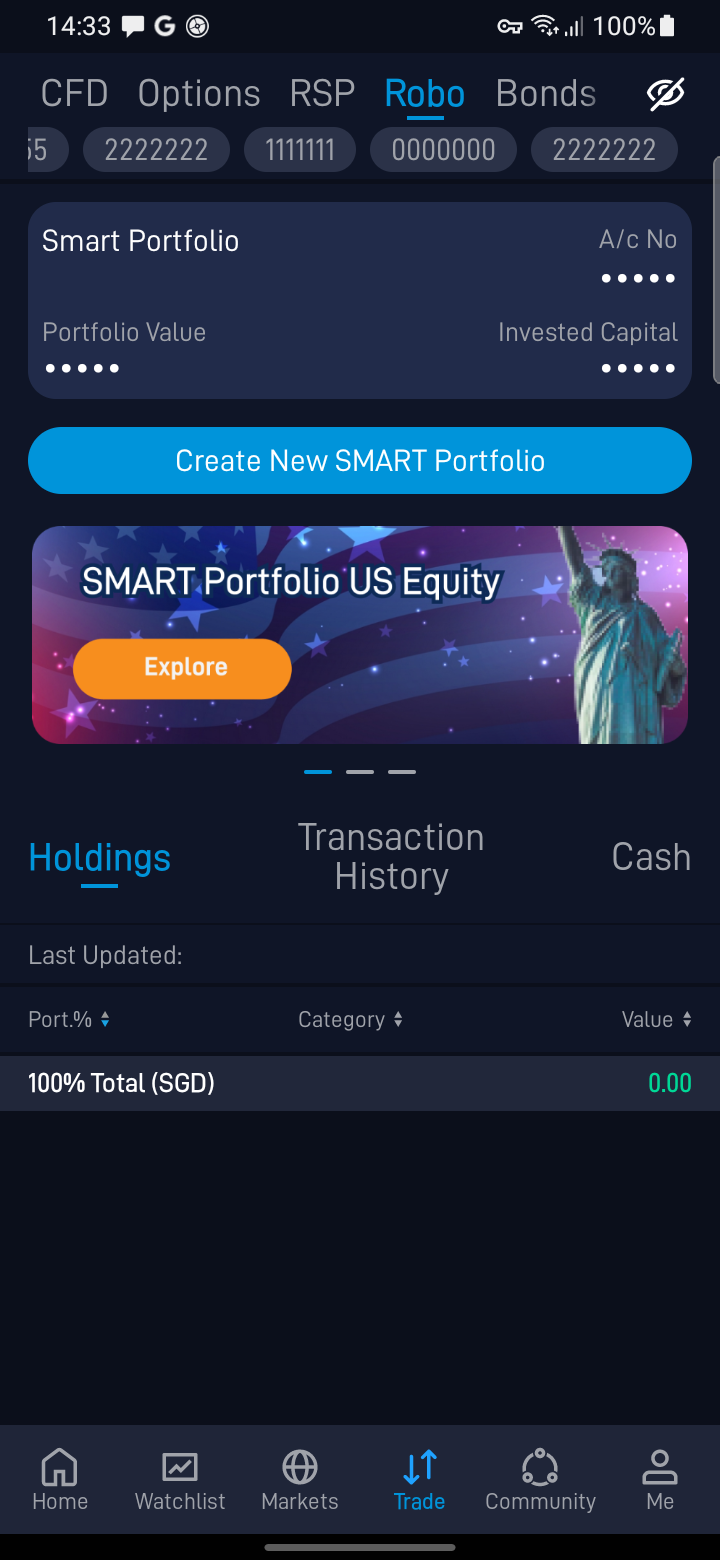 14:33
100%
CFD Options RSP Robo Bonds
55 2222222 1111111 0000000 2222222
Smart Portfolio
A/c No
•••••
Portfolio Value
Invested Capital
•••••
•••••
Create New SMART Portfolio
SMART Portfolio US Equity
Explore
Holdings
Transaction
History
Cash
Last Updated:
Port.% Category Value
100% Total (SGD) 0.00
Home Watchlist Markets Trade Community Me